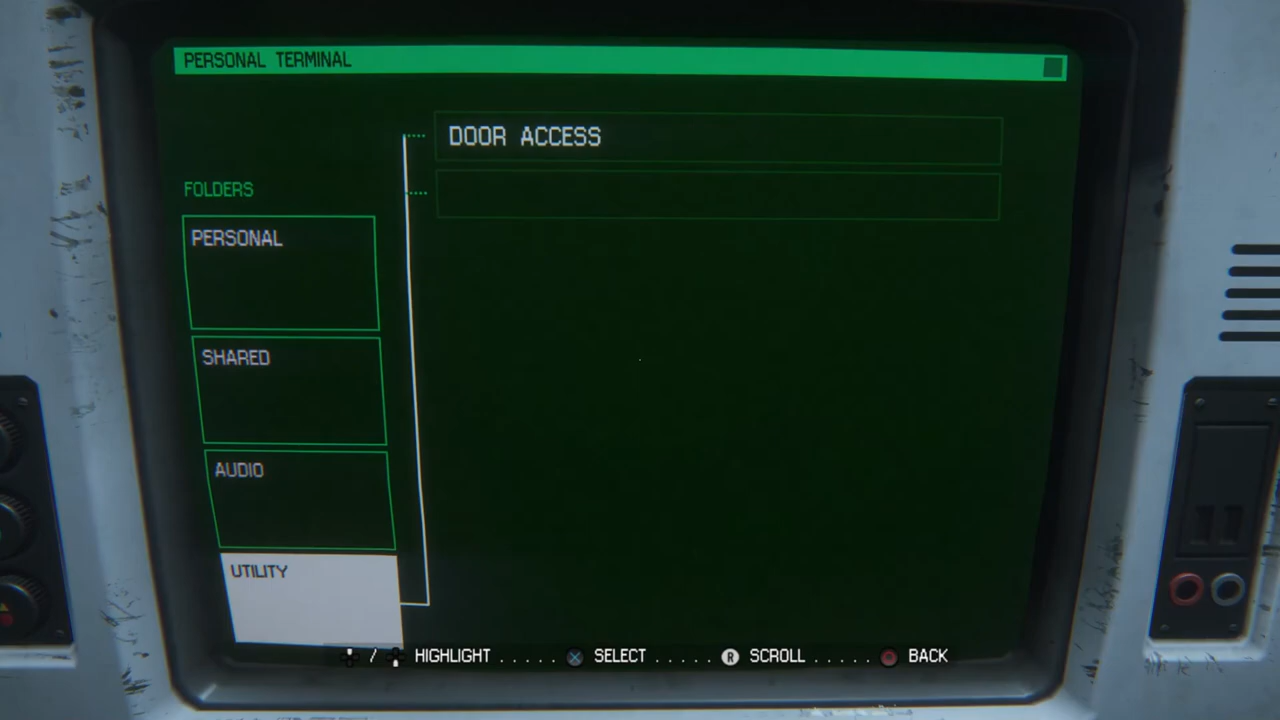 PERSONAL TERMINAL
DOOR ACCESS
FOLDERS
PERSONAL
SHARED
AUDIO
UTILITY
/ HIGHLIGHT ..... SELECT ..... R SCROLL ..... BACK